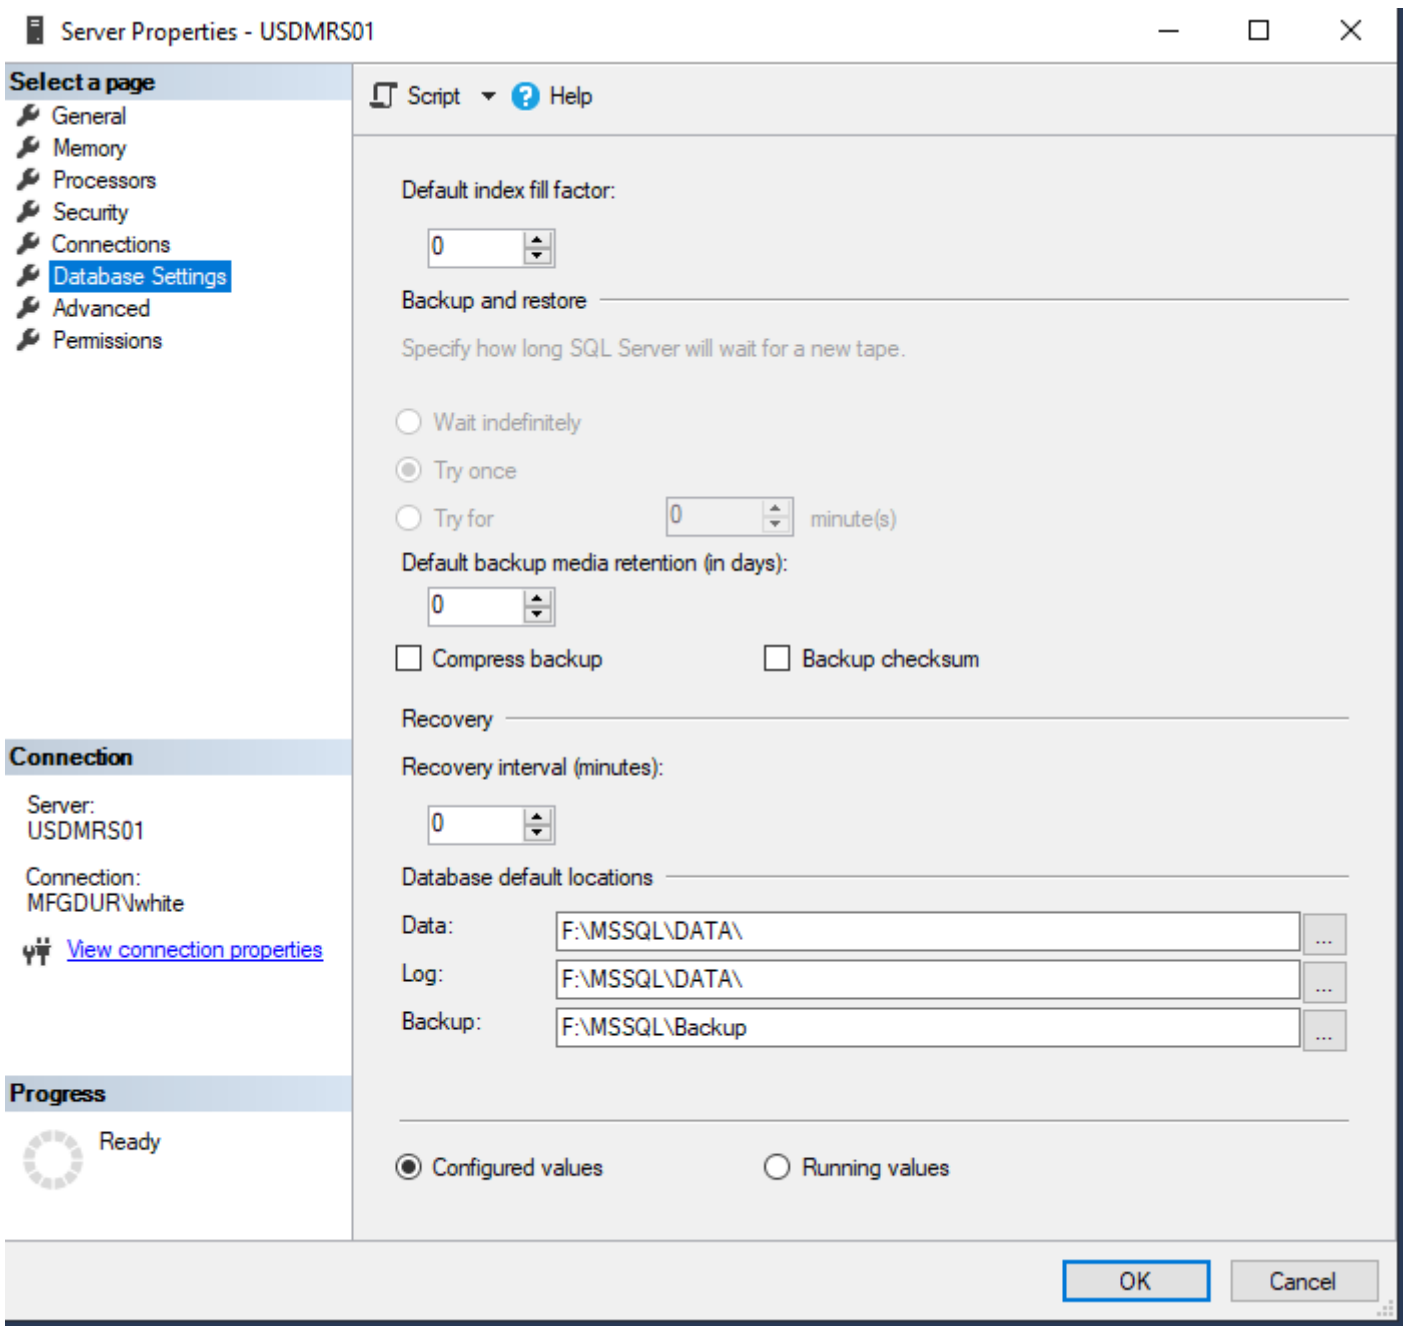 Server Properties - USDMRS01
Select a page
General
Memory
Processors
Security
Connections
Database Settings
Advanced
Permissions
Connection
Server:
USDMRS01
Connection:
MFGDUR\lwhite
View connection properties
Progress
Ready
Script Help
Default index fill factor:
0
Backup and restore
Specify how long SQL Server will wait for a new tape.
Wait indefinitely
Try once
Try for 0 minute(s)
Default backup media retention (in days):
0
Compress backup Backup checksum
Recovery
Recovery interval (minutes):
0
Database default locations
Data: F:\MSSQL\DATA\ ...
Log: F:\MSSQL\DATA\ ...
Backup: F:\MSSQL\Backup ...
Configured values Running values
OK Cancel